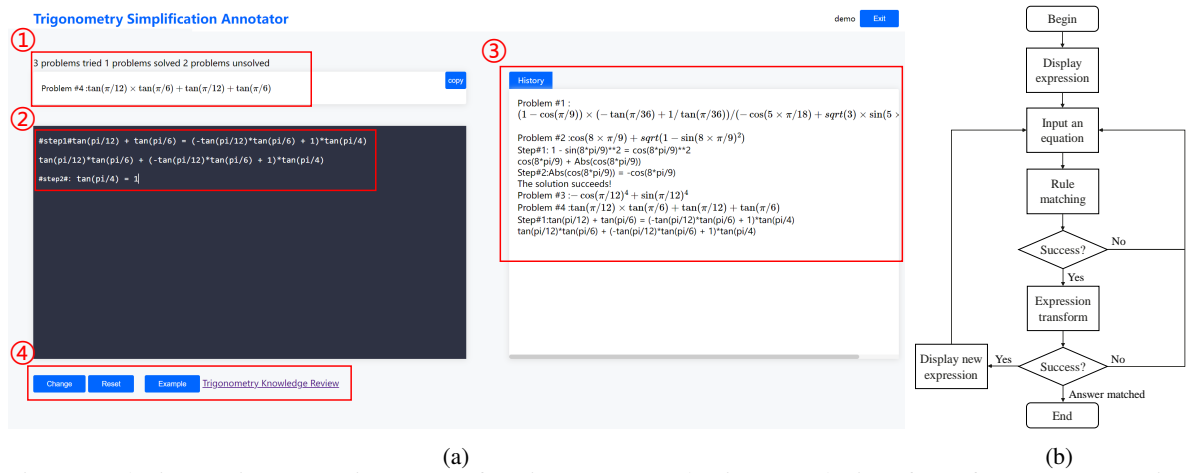 Trigonometry Simplification Annotator
demo
Exit
①
3 problems tried 1 problems solved 2 problems unsolved
copy
Problem #4 :tan(π/12) × tan(π/6) + tan(π/12) + tan(π/6)
②
#step1#tan(pi/12) + tan(pi/6) = (-tan(pi/12)*tan(pi/6) + 1)*tan(pi/4)
tan(pi/12)*tan(pi/6) + (-tan(pi/12)*tan(pi/6) + 1)*tan(pi/4)
#step2#: tan(pi/4) = 1
③
History
Problem #1 :
(1 − cos(π/9)) × (− tan(π/36) + 1/ tan(π/36))/(− cos(5 × π/18) + sqrt(3) × sin(5 ×
Problem #2 :cos(8 × π/9) + sqrt(1 − sin(8 × π/9)²)
Step#1: 1 - sin(8*pi/9)**2 = cos(8*pi/9)**2
cos(8*pi/9) + Abs(cos(8*pi/9))
Step#2:Abs(cos(8*pi/9)) = -cos(8*pi/9)
The solution succeeds!
Problem #3 :− cos(π/12)⁴ + sin(π/12)⁴
Problem #4 :tan(π/12) × tan(π/6) + tan(π/12) + tan(π/6)
Step#1:tan(pi/12) + tan(pi/6) = (-tan(pi/12)*tan(pi/6) + 1)*tan(pi/4)
tan(pi/12)*tan(pi/6) + (-tan(pi/12)*tan(pi/6) + 1)*tan(pi/4)
④
Change
Reset
Example
Trigonometry Knowledge Review
(a)
Begin
Display
expression
Input an
equation
Rule
matching
Success?
No
Yes
Expression
transform
Success?
No
Yes
Display new
expression
Answer matched
End
(b)